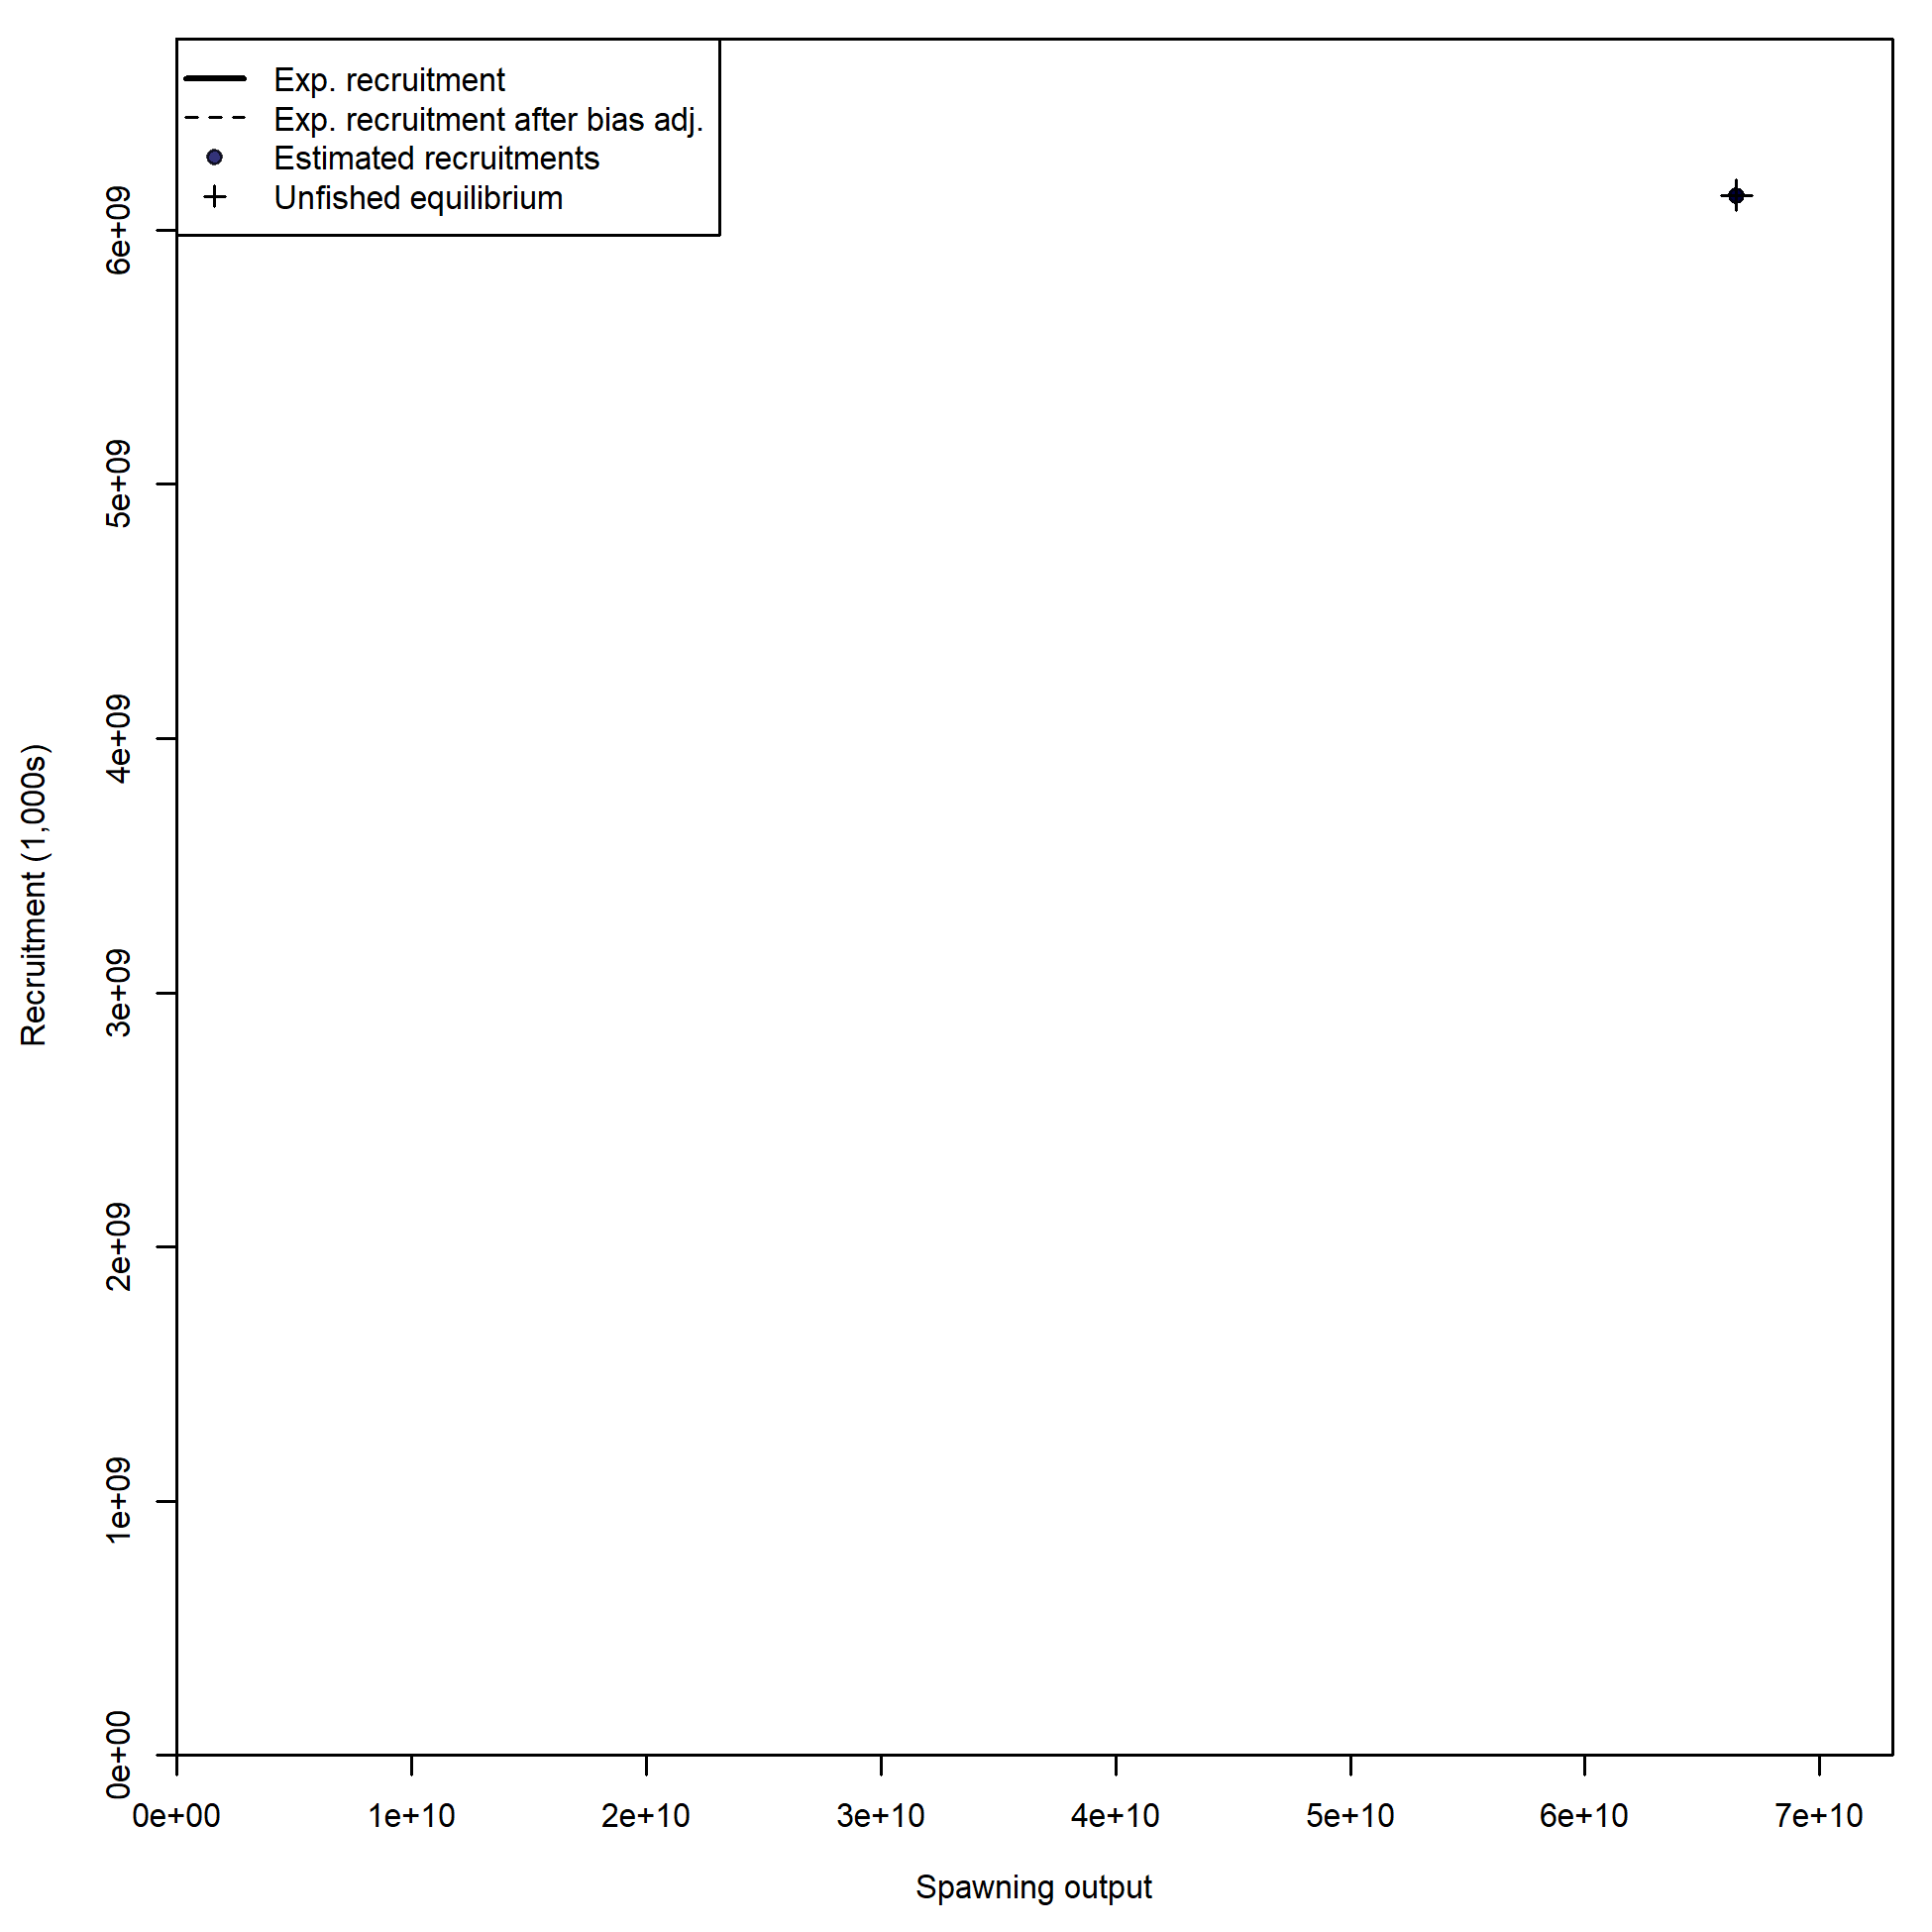 Exp. recruitment
Exp. recruitment after bias adj.
Estimated recruitments
Unfished equilibrium
Recruitment (1,000s)
6e+09
5e+09
4e+09
3e+09
2e+09
1e+09
0e+00
0e+00 1e+10 2e+10 3e+10 4e+10 5e+10 6e+10 7e+10
Spawning output